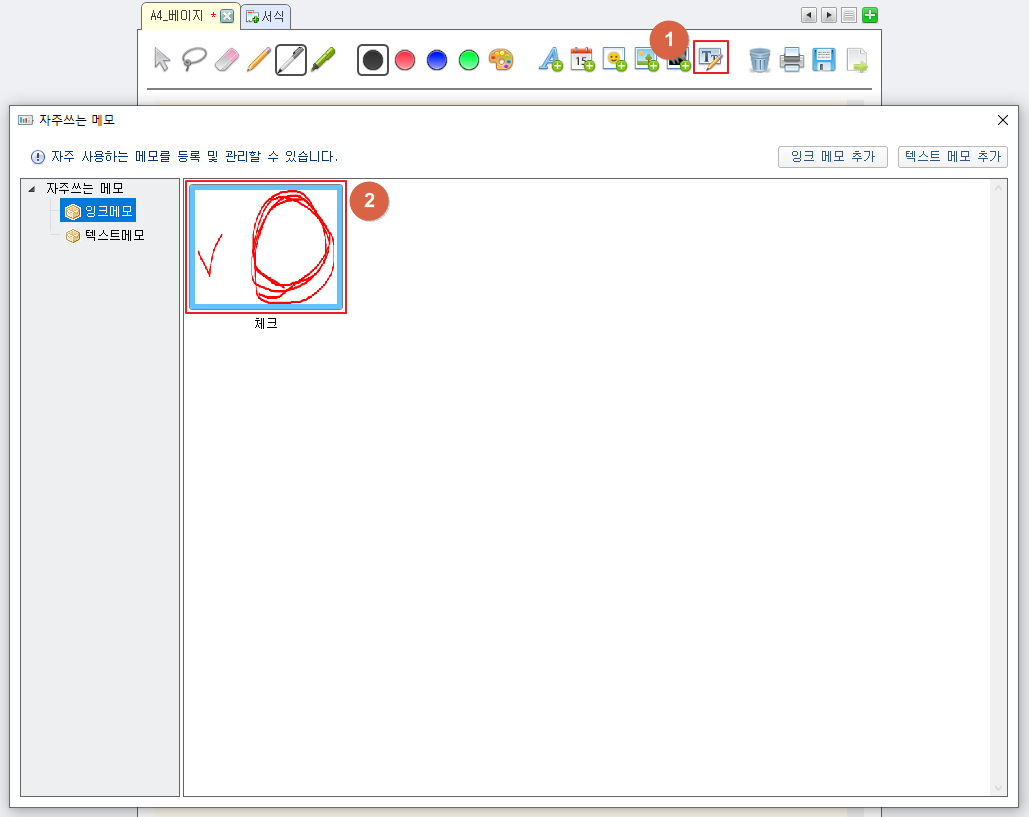 A4_베이지 *
서식
1
15
자주쓰는 메모
자주 사용하는 메모를 등록 및 관리할 수 있습니다.
잉크 메모 추가
텍스트 메모 추가
자주쓰는 메모
잉크메모
텍스트메모
2
체크